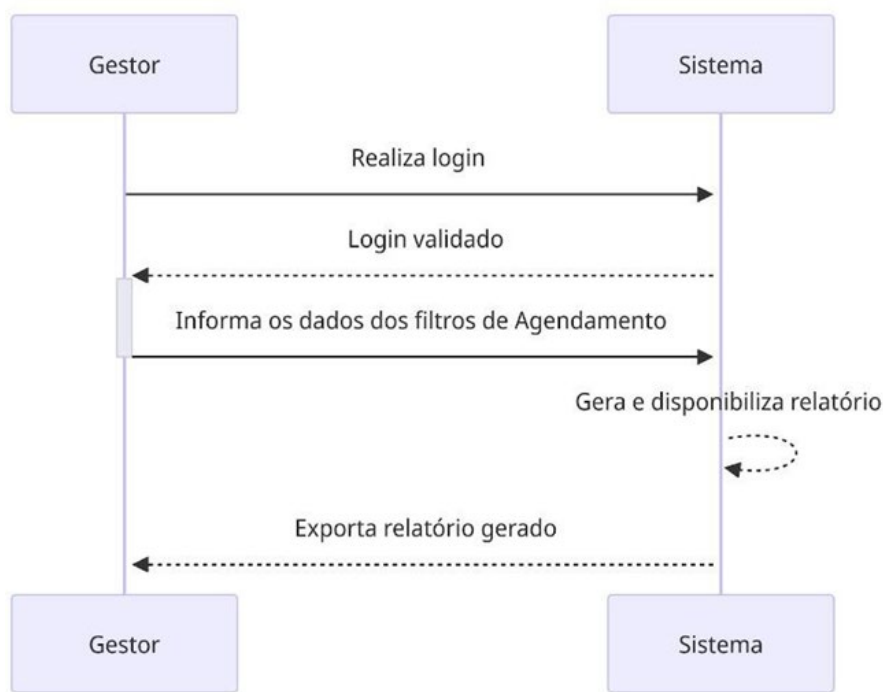 Gestor
Sistema
Realiza login
Login validado
Informa os dados dos filtros de Agendamento
Gera e disponibiliza relatório
Exporta relatório gerado
Gestor
Sistema